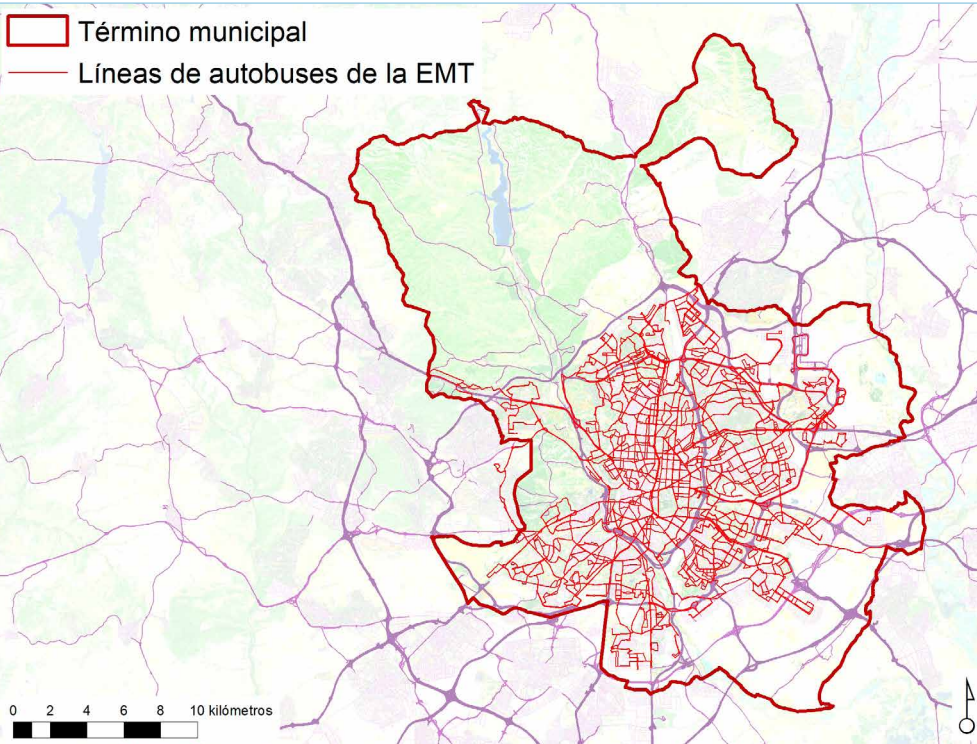 Término municipal
Líneas de autobuses de la EMT
0 2 4 6 8 10 kilómetros